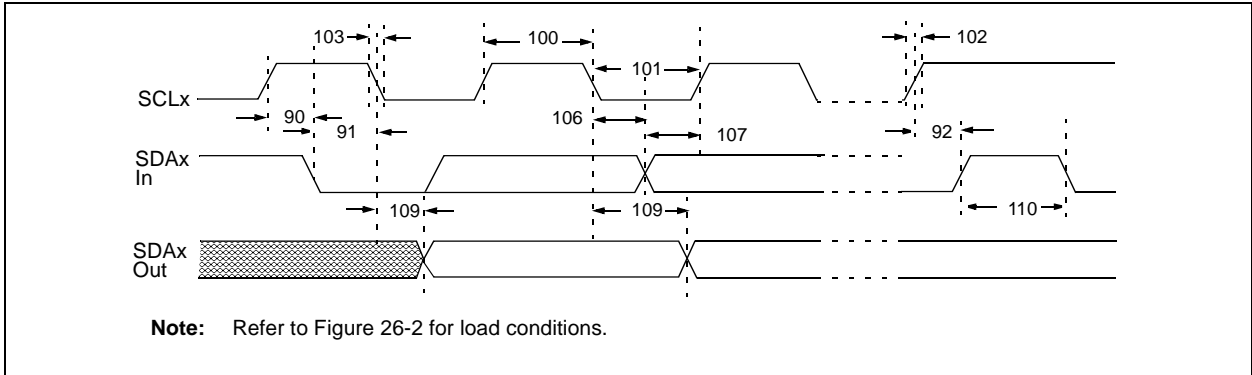 103
100
101
102
SCLx
90
91
106
107
92
SDAx
In
109
109
110
SDAx
Out
Note: Refer to Figure 26-2 for load conditions.